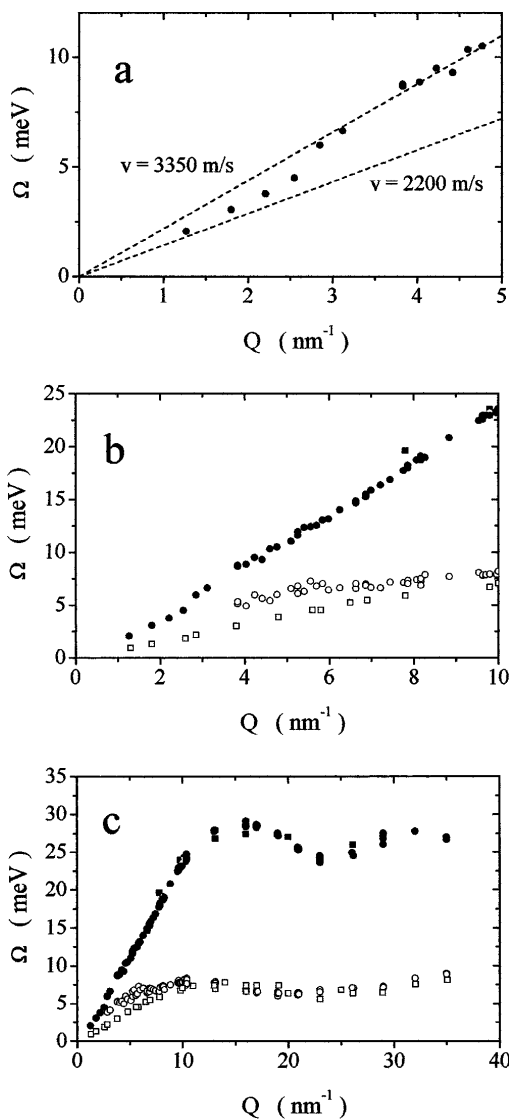 10
a
Ω ( meV )
5
v = 3350 m/s
v = 2200 m/s
0
0 1 2 3 4 5
Q ( nm⁻¹ )
25
b
20
15
Ω ( meV )
10
5
0
0 2 4 6 8 10
Q ( nm⁻¹ )
35
c
30
25
20
Ω ( meV )
15
10
5
0
0 10 20 30 40
Q ( nm⁻¹ )